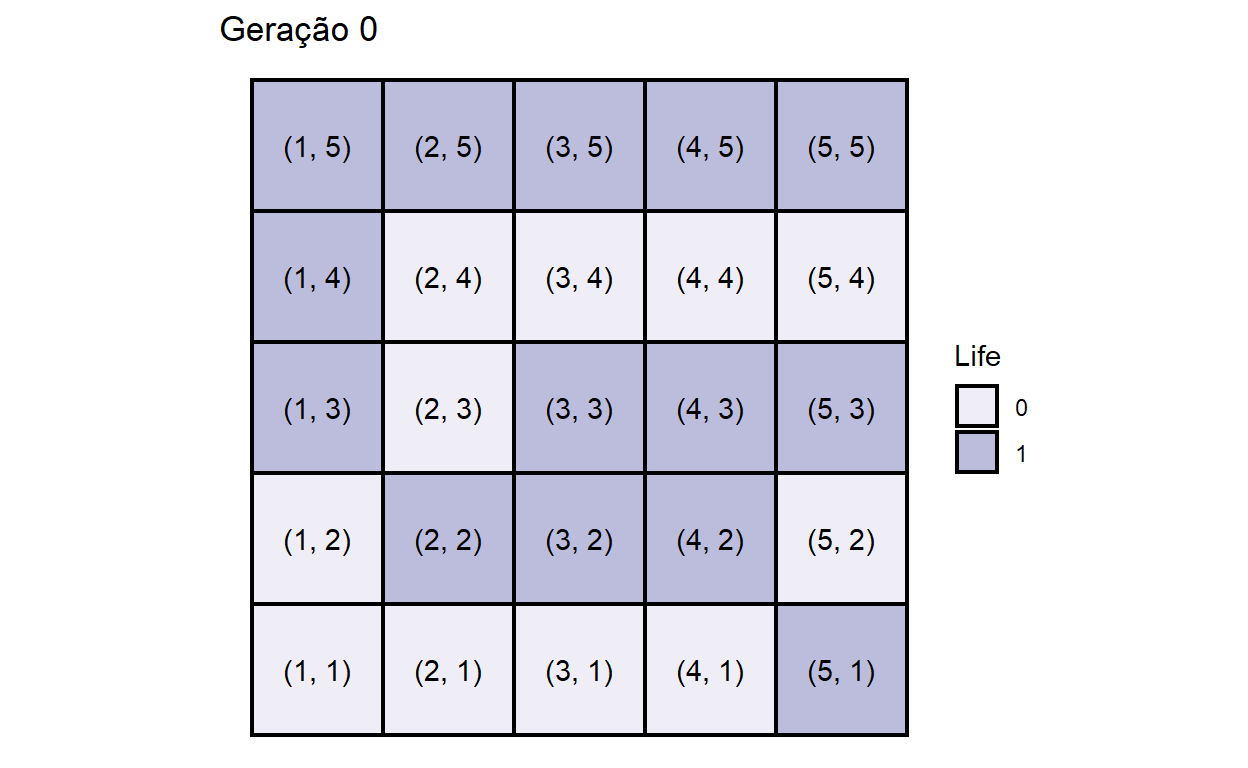 Geração 0
(1, 5) (2, 5) (3, 5) (4, 5) (5, 5)
(1, 4) (2, 4) (3, 4) (4, 4) (5, 4)
(1, 3) (2, 3) (3, 3) (4, 3) (5, 3)
(1, 2) (2, 2) (3, 2) (4, 2) (5, 2)
(1, 1) (2, 1) (3, 1) (4, 1) (5, 1)
Life
0
1